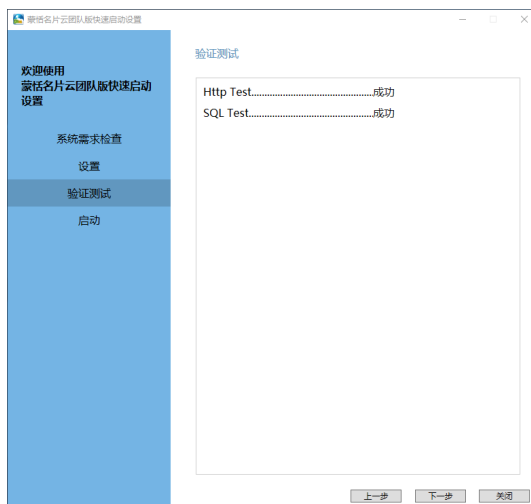 蒙恬名片云团队版快速启动设置
欢迎使用
蒙恬名片云团队版快速启动
设置
系统需求检查
设置
验证测试
启动
验证测试
Http Test................................................成功
SQL Test.................................................成功
上一步
下一步
关闭